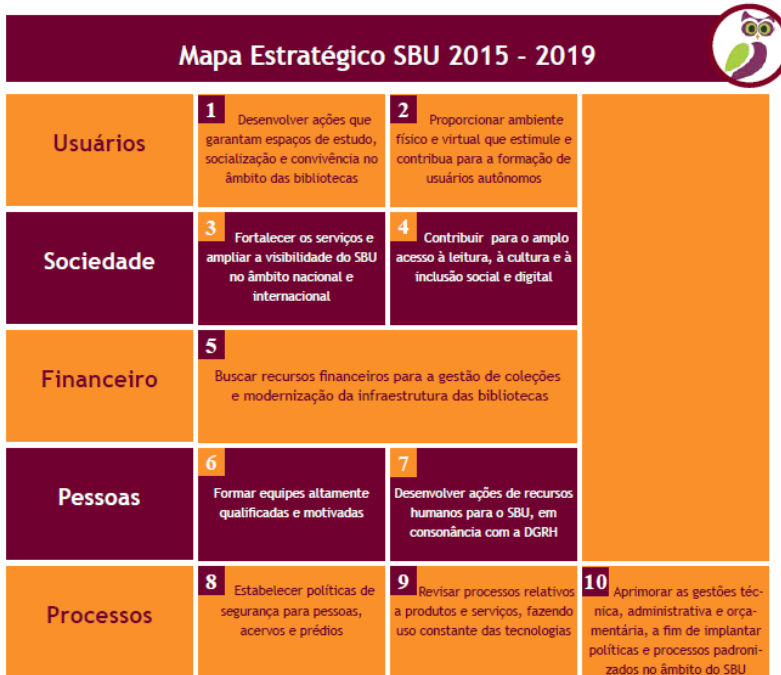 Mapa Estratégico SBU 2015 - 2019
Usuários
1
Desenvolver ações que
garantam espaços de estudo,
socialização e convivência no
âmbito das bibliotecas
2
Proporcionar ambiente
físico e virtual que estimule e
contribua para a formação de
usuários autônomos
Sociedade
3
Fortalecer os serviços e
ampliar a visibilidade do SBU
no âmbito nacional e
internacional
4
Contribuir para o amplo
acesso à leitura, à cultura e à
inclusão social e digital
Financeiro
5
Buscar recursos financeiros para a gestão de coleções
e modernização da infraestrutura das bibliotecas
Pessoas
6
Formar equipes altamente
qualificadas e motivadas
7
Desenvolver ações de recursos
humanos para o SBU, em
consonância com a DGRH
Processos
8
Estabelecer políticas de
segurança para pessoas,
acervos e prédios
9
Revisar processos relativos
a produtos e serviços, fazendo
uso constante das tecnologias
10
Aprimorar as gestões téc-
nica, administrativa e orça-
mentária, a fim de implantar
políticas e processos padroni-
zados no âmbito do SBU